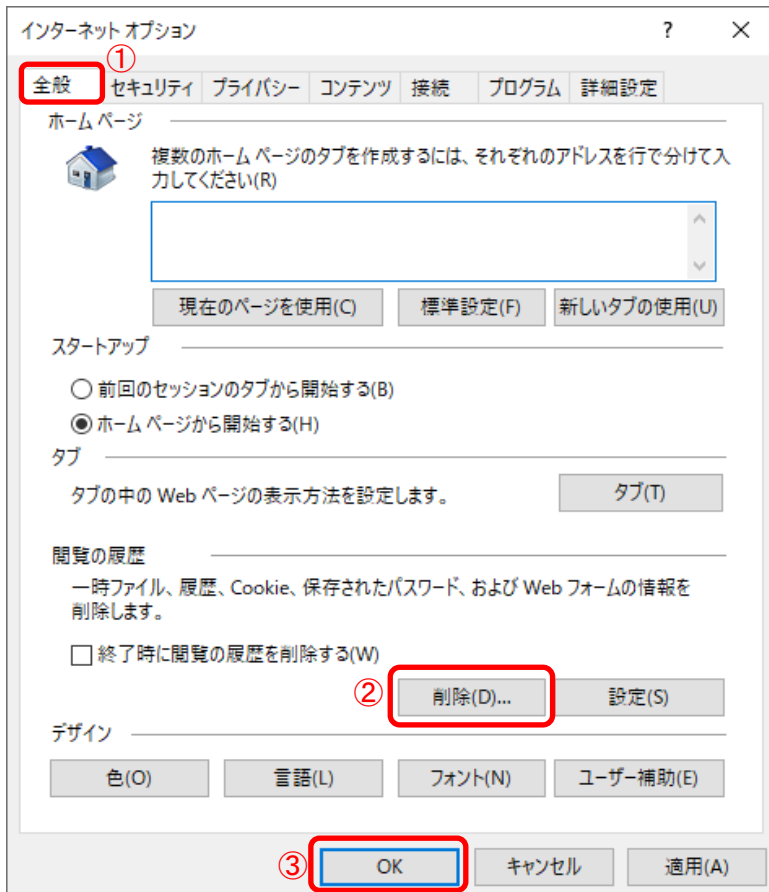 インターネット オプション ? ×
①
全般 セキュリティ プライバシー コンテンツ 接続 プログラム 詳細設定
ホーム ページ
複数のホーム ページのタブを作成するには、それぞれのアドレスを行で分けて入
力してください(R)
現在のページを使用(C) 標準設定(F) 新しいタブの使用(U)
スタートアップ
前回のセッションのタブから開始する(B)
ホーム ページから開始する(H)
タブ
タブの中の Web ページの表示方法を設定します。 タブ(T)
閲覧の履歴
一時ファイル、履歴、Cookie、保存されたパスワード、および Web フォームの情報を
削除します。
終了時に閲覧の履歴を削除する(W)
② 削除(D)... 設定(S)
デザイン
色(O) 言語(L) フォント(N) ユーザー補助(E)
③ OK キャンセル 適用(A)